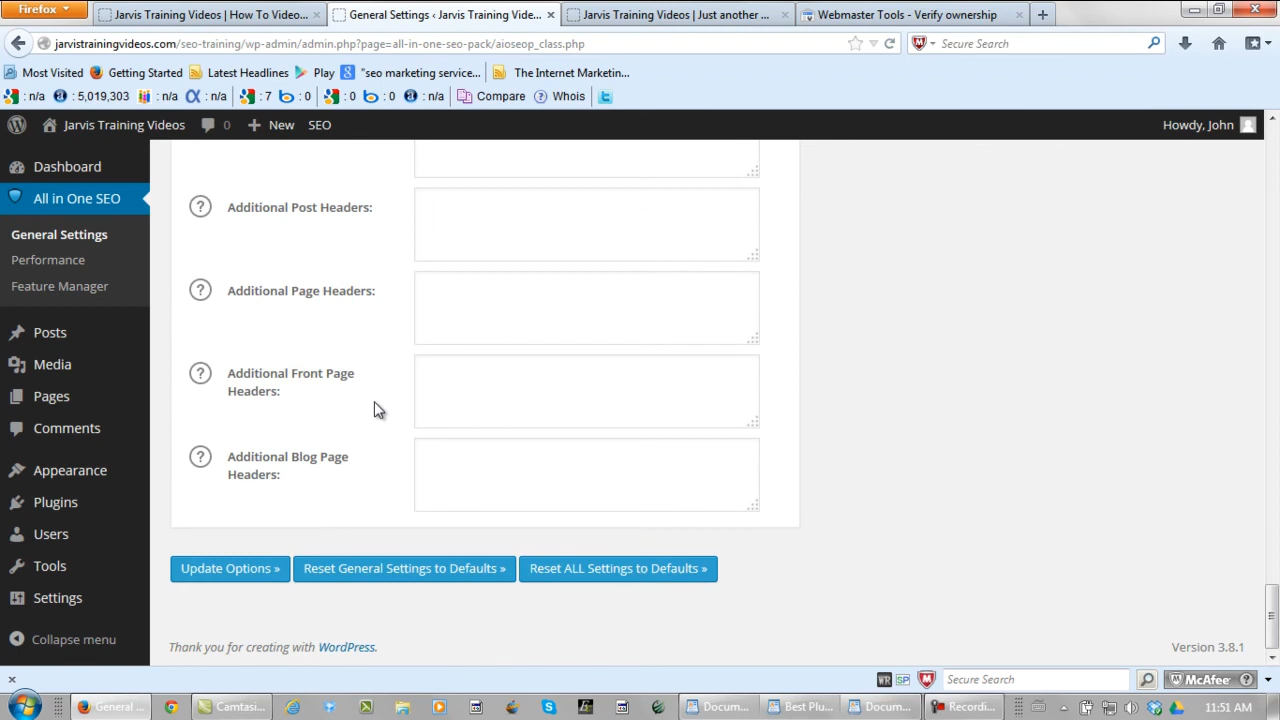 Firefox
Jarvis Training Videos | How To Video...
General Settings ‹ Jarvis Training Vide...
Jarvis Training Videos | Just another ...
Webmaster Tools - Verify ownership
jarvistrainingvideos.com/seo-training/wp-admin/admin.php?page=all-in-one-seo-pack/aioseop_class.php
Secure Search
Most Visited
Getting Started
Latest Headlines
Play
"seo marketing service...
The Internet Marketin...
: n/a
: 5,019,303
: n/a
: n/a
: 7
: 0
: 0
: 0
: n/a
Compare
Whois
Jarvis Training Videos
0
New
SEO
Howdy, John
Dashboard
All in One SEO
General Settings
Performance
Feature Manager
Posts
Media
Pages
Comments
Appearance
Plugins
Users
Tools
Settings
Collapse menu
Additional Post Headers:
Additional Page Headers:
Additional Front Page
Headers:
Additional Blog Page
Headers:
Update Options »
Reset General Settings to Defaults »
Reset ALL Settings to Defaults »
Thank you for creating with WordPress.
Version 3.8.1
WR
SP
Secure Search
McAfee
General ...
Camtasi...
Docum...
Best Plu...
Docum...
Recordi...
11:51 AM